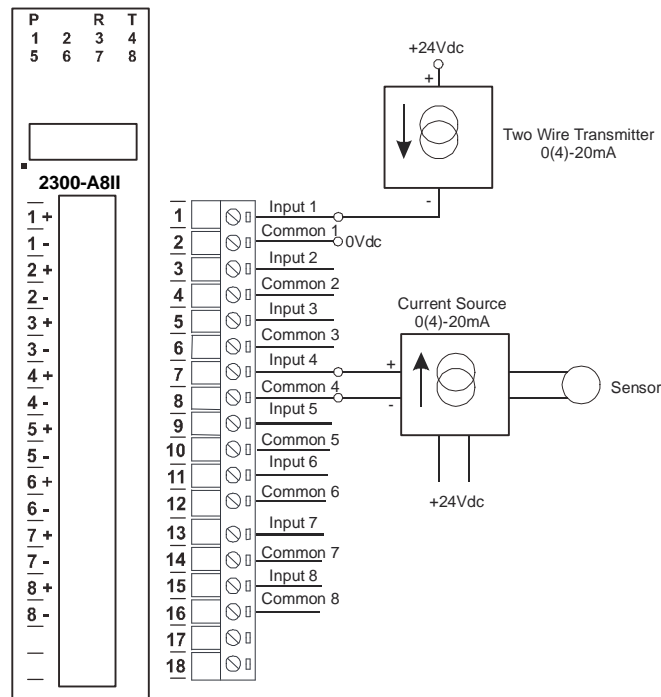 P R T
1 2 3 4
5 6 7 8
2300-A8II
1 +
1 -
2 +
2 -
3 +
3 -
4 +
4 -
5 +
5 -
6 +
6 -
7 +
7 -
8 +
8 -
1 Input 1
2 Common 1
0Vdc
3 Input 2
4 Common 2
5 Input 3
6 Common 3
7 Input 4
8 Common 4
9 Input 5
10 Common 5
11 Input 6
12 Common 6
13 Input 7
14 Common 7
15 Input 8
16 Common 8
17
18
+24Vdc
+
-
Two Wire Transmitter
0(4)-20mA
Current Source
0(4)-20mA
+
-
Sensor
+24Vdc